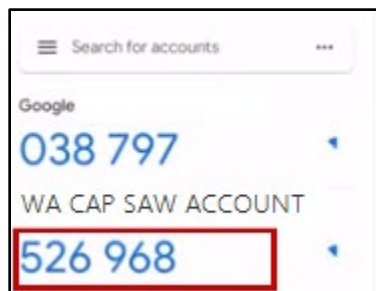 Search for accounts
Google
038 797
WA CAP SAW ACCOUNT
526 968